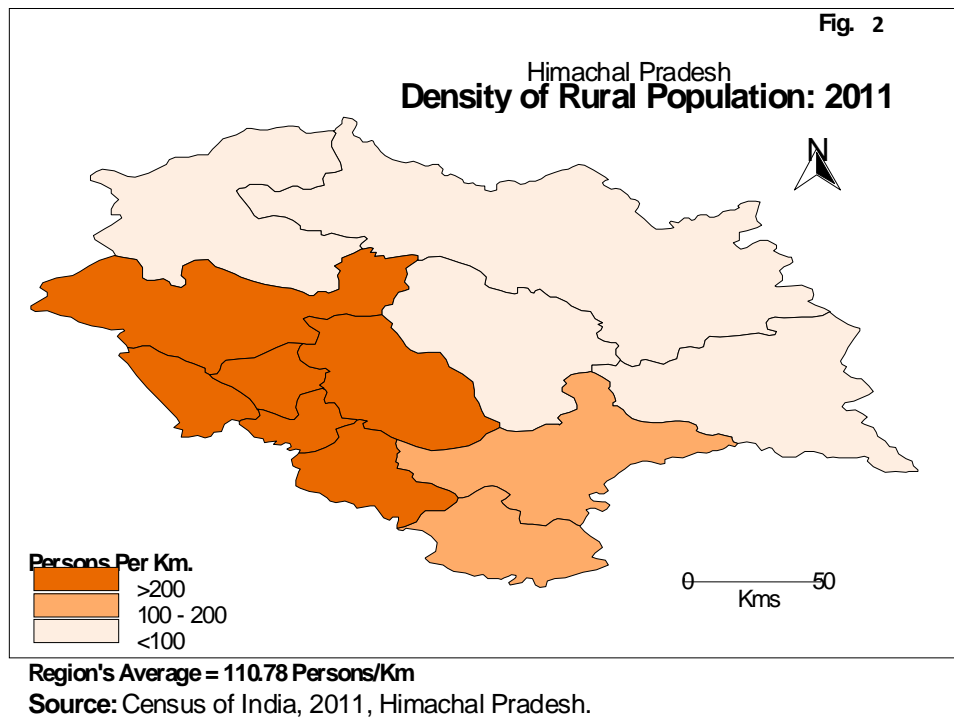 Fig. 2
Himachal Pradesh
Density of Rural Population: 2011
N
Persons Per Km.
>200
100 - 200
<100
0 50
Kms
Region's Average = 110.78 Persons/Km
Source: Census of India, 2011, Himachal Pradesh.